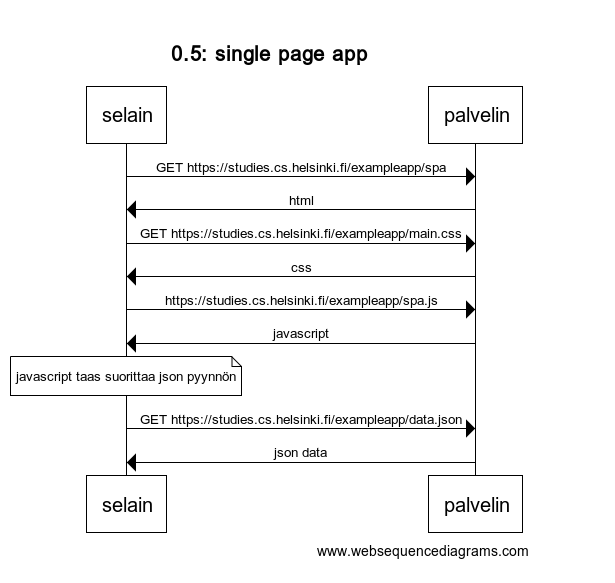 0.5: single page app
selain
palvelin
GET https://studies.cs.helsinki.fi/exampleapp/spa
html
GET https://studies.cs.helsinki.fi/exampleapp/main.css
css
https://studies.cs.helsinki.fi/exampleapp/spa.js
javascript
javascript taas suorittaa json pyynnön
GET https://studies.cs.helsinki.fi/exampleapp/data.json
json data
selain
palvelin
www.websequencediagrams.com